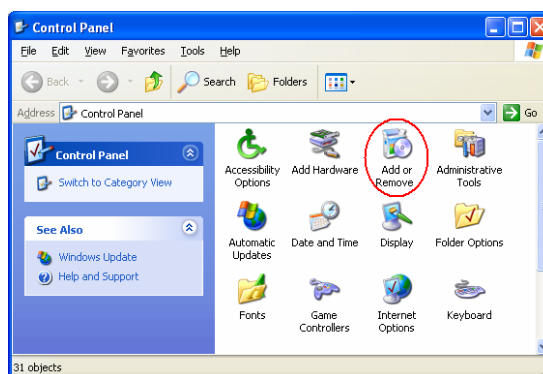 Control Panel
File Edit View Favorites Tools Help
Back Search Folders
Address Control Panel Go
Control Panel
Switch to Category View
See Also
Windows Update
Help and Support
Accessibility Options
Add Hardware
Add or Remove
Administrative Tools
Automatic Updates
Date and Time
Display
Folder Options
Fonts
Game Controllers
Internet Options
Keyboard
31 objects